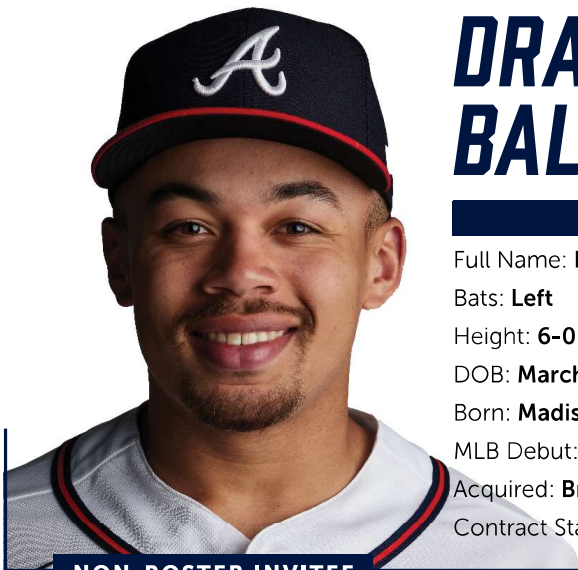 DRA
BAL
Full Name:
Bats: Left
Height: 6-0
DOB: March
Born: Madis
MLB Debut:
Acquired: Br
Contract Sta
NON-ROSTER INVITEE